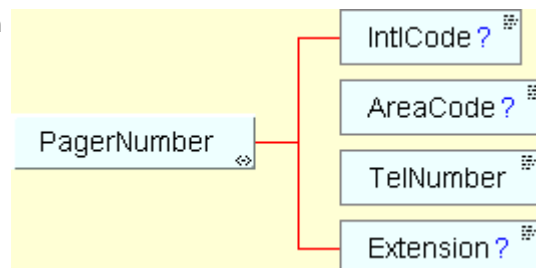 IntlCode ?
AreaCode ?
PagerNumber
TelNumber
Extension ?